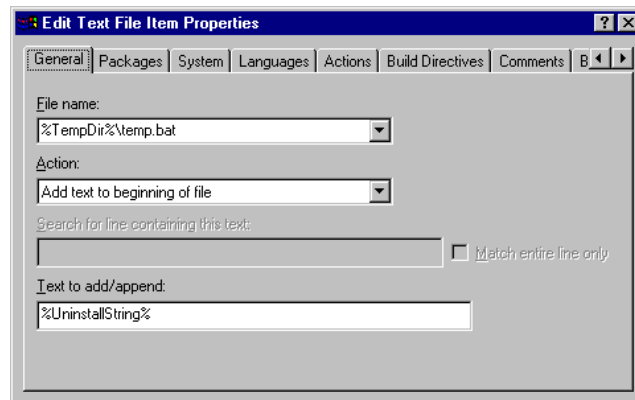 Edit Text File Item Properties
General Packages System Languages Actions Build Directives Comments B
File name:
%TempDir%\temp.bat
Action:
Add text to beginning of file
Search for line containing this text:
Match entire line only
Text to add/append:
%UninstallString%